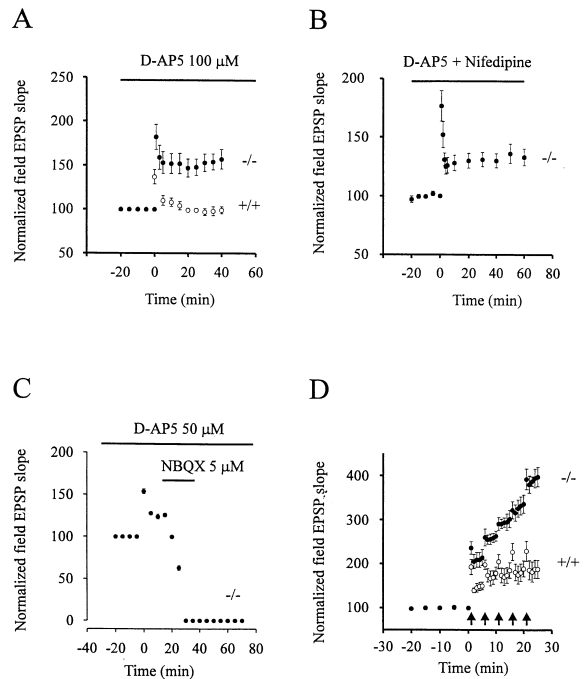 A
D-AP5 100 µM
Normalized field EPSP slope
250
200
150
100
50
-/-
+/+
-20 0 20 40 60
Time (min)
B
D-AP5 + Nifedipine
Normalized field EPSP slope
200
150
100
50
-/-
-20 0 20 40 60 80
Time (min)
C
D-AP5 50 µM
NBQX 5 µM
Normalized field EPSP slope
200
150
100
50
0
-/-
-40 -20 0 20 40 60 80
Time (min)
D
Normalized field EPSP slope
400
300
200
100
-/-
+/+
-30 -20 -10 0 10 20 30
Time (min)